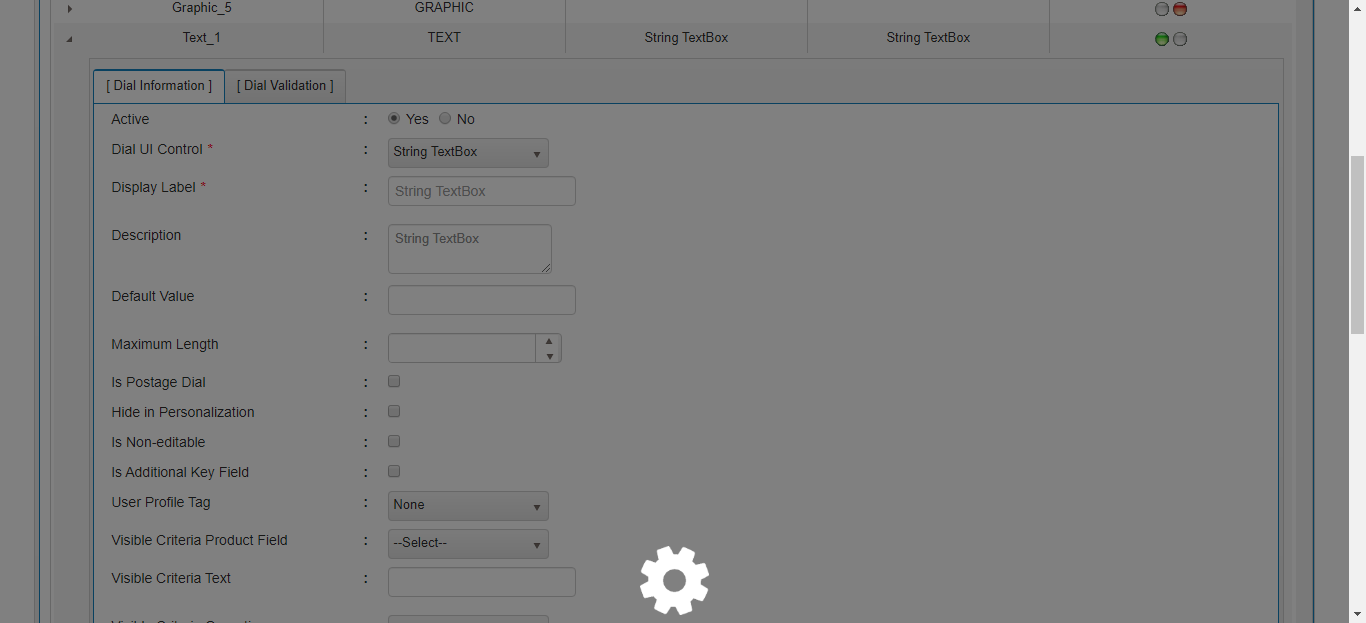 Graphic_5 GRAPHIC
Text_1 TEXT String TextBox String TextBox
[ Dial Information ] [ Dial Validation ]
Active : Yes No
Dial UI Control * : String TextBox
Display Label * : String TextBox
Description : String TextBox
Default Value :
Maximum Length :
Is Postage Dial :
Hide in Personalization :
Is Non-editable :
Is Additional Key Field :
User Profile Tag : None
Visible Criteria Product Field : --Select--
Visible Criteria Text :